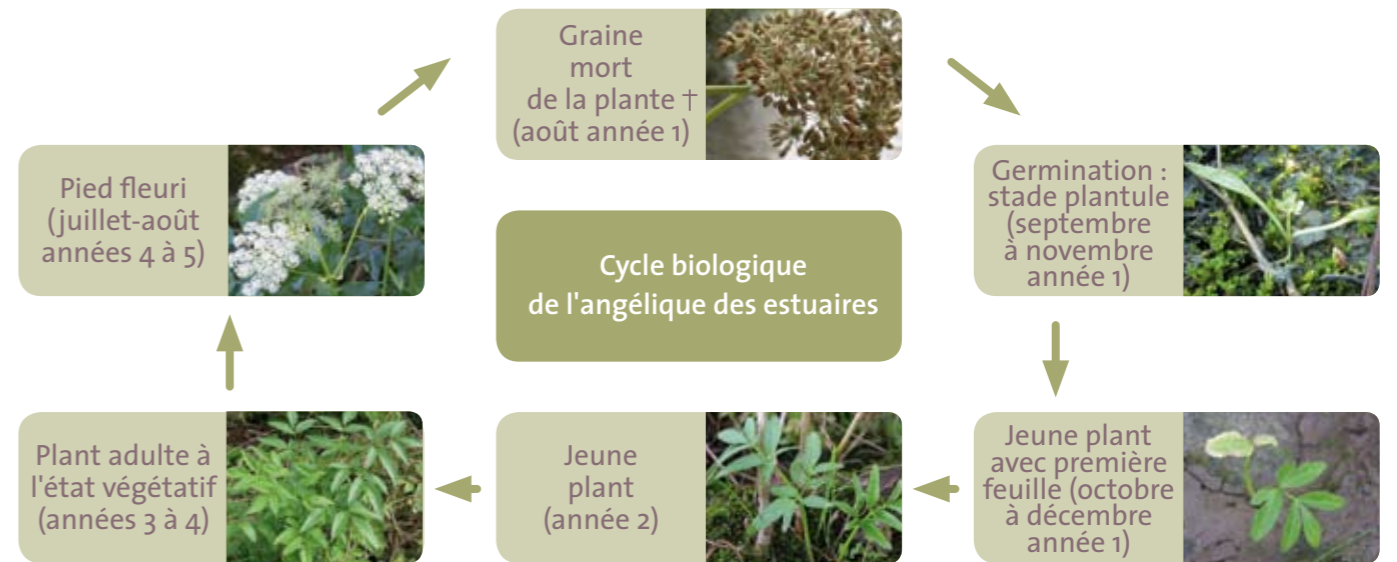 Graine
mort
de la plante †
(août année 1)
Germination :
stade plantule
(septembre
à novembre
année 1)
Jeune plant
avec première
feuille (octobre
à décembre
année 1)
Jeune
plant
(année 2)
Plant adulte à
l'état végétatif
(années 3 à 4)
Pied fleuri
(juillet-août
années 4 à 5)
Cycle biologique
de l'angélique des estuaires